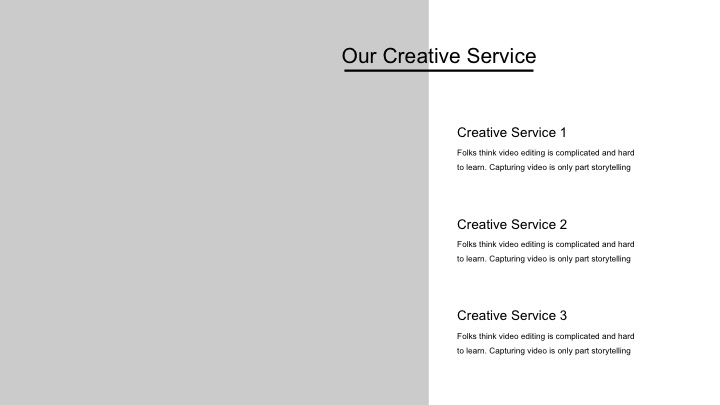 Our Creative Service
Creative Service 1
Folks think video editing is complicated and hard
to learn. Capturing video is only part storytelling
Creative Service 2
Folks think video editing is complicated and hard
to learn. Capturing video is only part storytelling
Creative Service 3
Folks think video editing is complicated and hard
to learn. Capturing video is only part storytelling